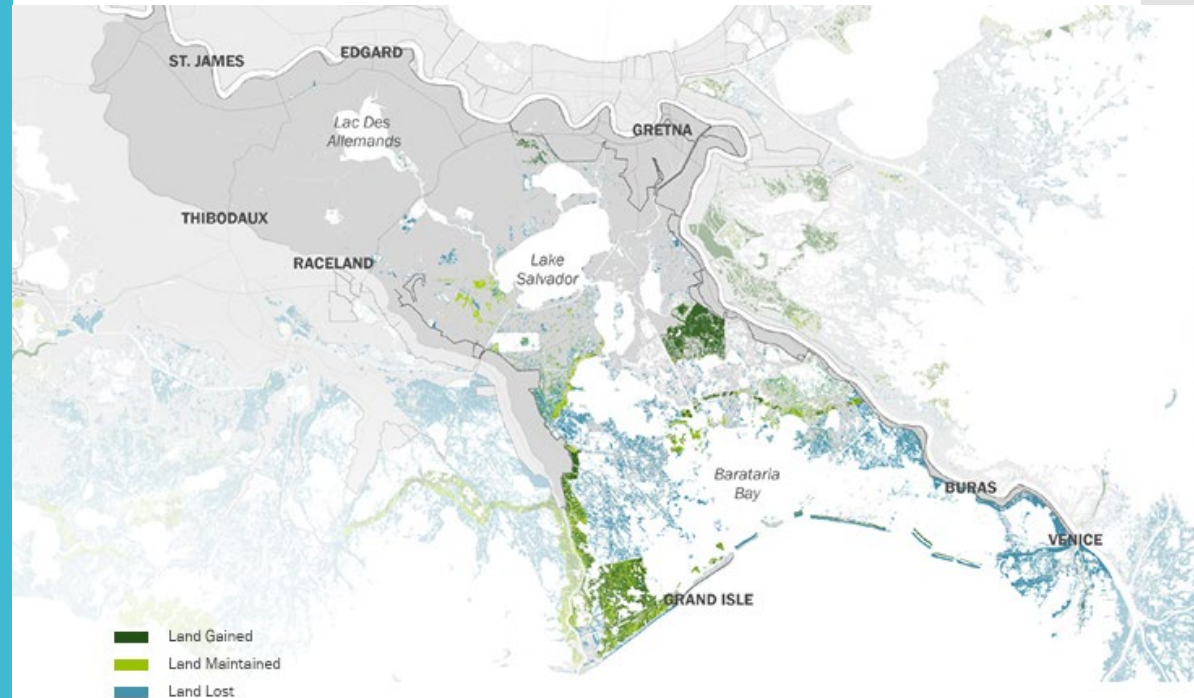 ST. JAMES
EDGARD
Lac Des
Allemands
GRETNA
THIBODAUX
RACELAND
Lake
Salvador
Barataria
Bay
BURAS
VENICE
GRAND ISLE
Land Gained
Land Maintained
Land Lost